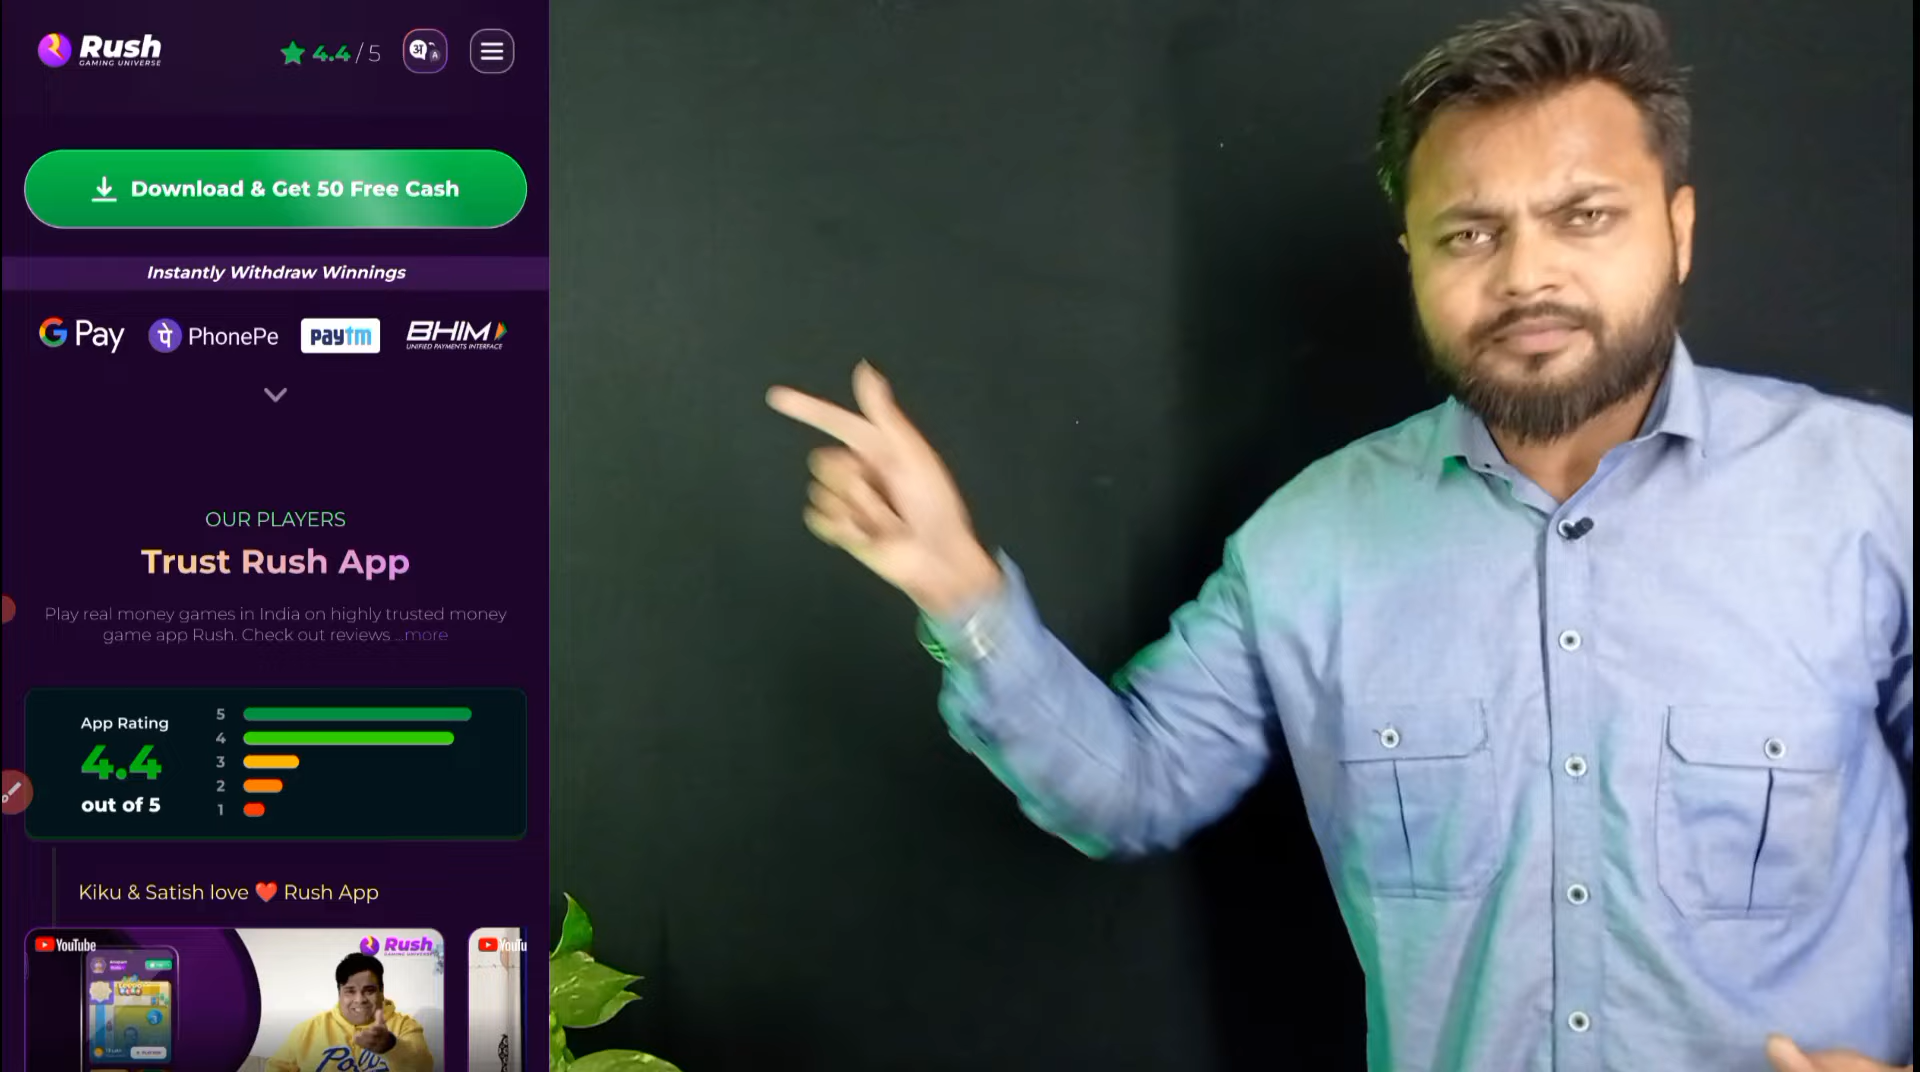 Rush
GAMING UNIVERSE
4.4 / 5
अ A
Download & Get 50 Free Cash
Instantly Withdraw Winnings
G Pay
पे PhonePe
paytm
BHIM
UNIFIED PAYMENTS INTERFACE
OUR PLAYERS
Trust Rush App
Play real money games in India on highly trusted money
game app Rush. Check out reviews ...more
App Rating
4.4
out of 5
5
4
3
2
1
Kiku & Satish love ❤️ Rush App
YouTube
Rush
GAMING UNIVERSE
YouTu